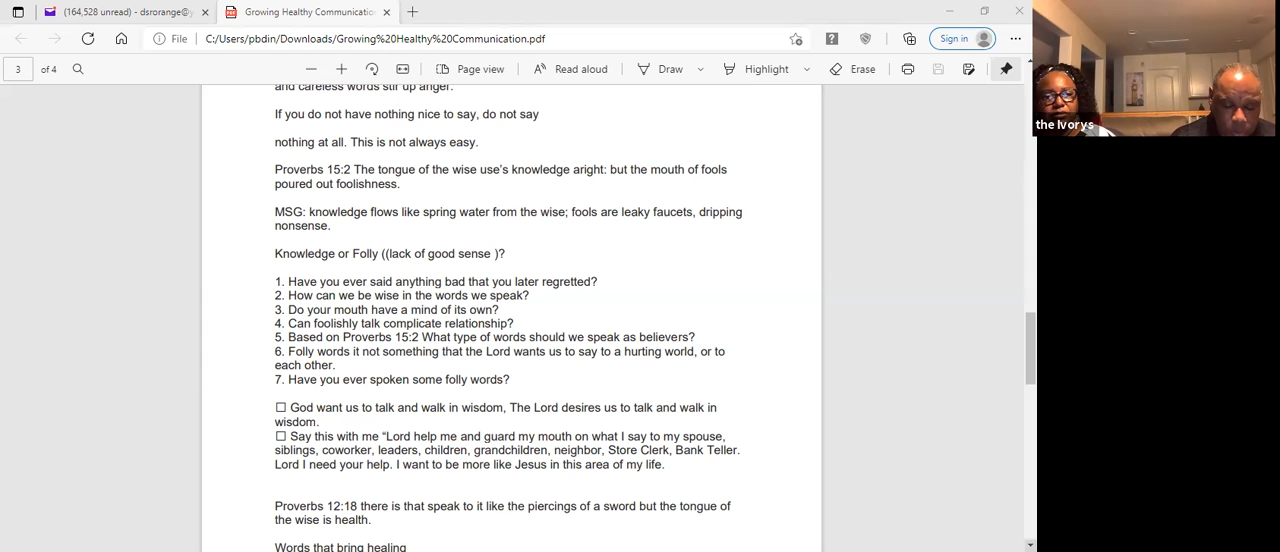 (164,528 unread) - dsrorange@y
Growing Healthy Communication
File
C:/Users/pbdin/Downloads/Growing%20Healthy%20Communication.pdf
Sign in
3 of 4
Page view
Read aloud
Draw
Highlight
Erase
and careless words stir up anger.
If you do not have nothing nice to say, do not say
nothing at all. This is not always easy.
Proverbs 15:2 The tongue of the wise use's knowledge aright: but the mouth of fools
poured out foolishness.
MSG: knowledge flows like spring water from the wise; fools are leaky faucets, dripping
nonsense.
Knowledge or Folly ((lack of good sense )?
1. Have you ever said anything bad that you later regretted?
2. How can we be wise in the words we speak?
3. Do your mouth have a mind of its own?
4. Can foolishly talk complicate relationship?
5. Based on Proverbs 15:2 What type of words should we speak as believers?
6. Folly words it not something that the Lord wants us to say to a hurting world, or to
each other.
7. Have you ever spoken some folly words?
☐ God want us to talk and walk in wisdom, The Lord desires us to talk and walk in
wisdom.
☐ Say this with me “Lord help me and guard my mouth on what I say to my spouse,
siblings, coworker, leaders, children, grandchildren, neighbor, Store Clerk, Bank Teller.
Lord I need your help. I want to be more like Jesus in this area of my life.
Proverbs 12:18 there is that speak to it like the piercings of a sword but the tongue of
the wise is health.
Words that bring healing
the Ivorys